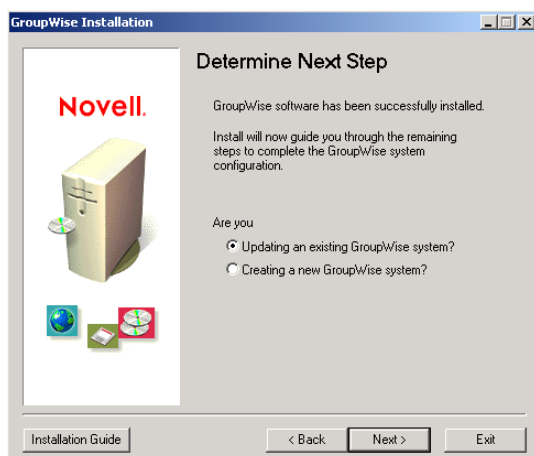 GroupWise Installation
Novell.
Determine Next Step
GroupWise software has been successfully installed.
Install will now guide you through the remaining
steps to complete the GroupWise system
configuration.
Are you
Updating an existing GroupWise system?
Creating a new GroupWise system?
Installation Guide
< Back
Next >
Exit